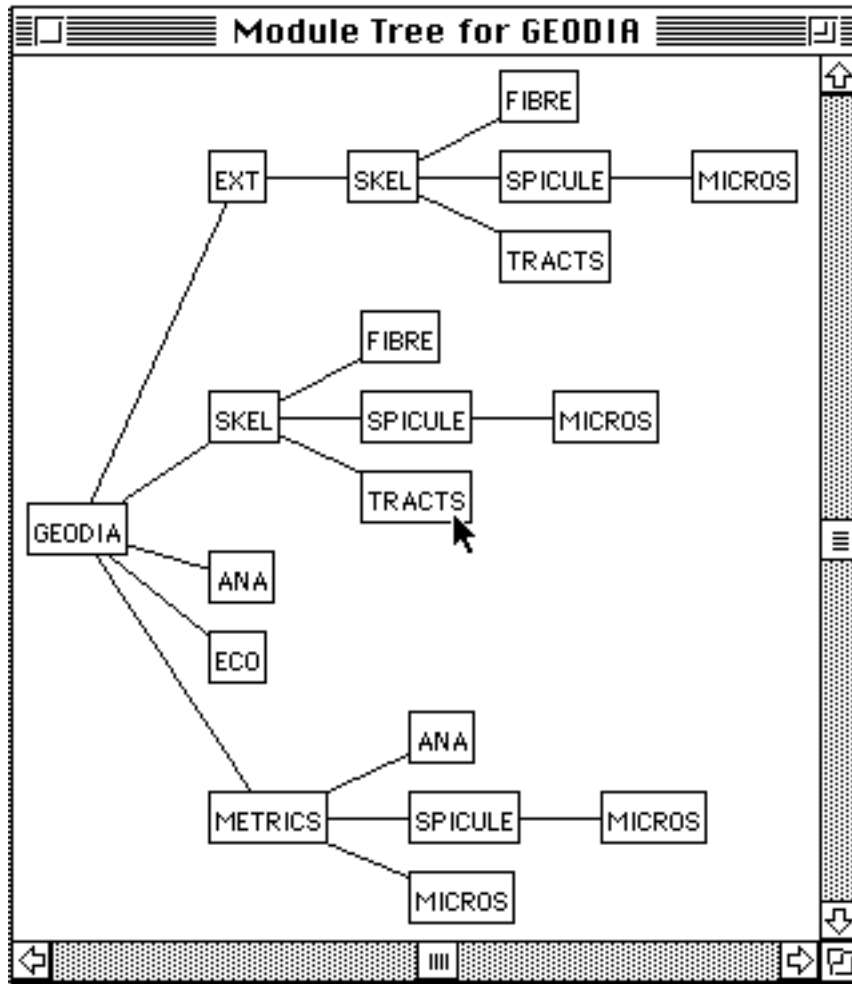 Module Tree for GEODIA
FIBRE
EXT SKEL SPICULE MICROS
TRACTS
FIBRE
SKEL SPICULE MICROS
TRACTS
GEODIA
ANA
ECO
ANA
METRICS SPICULE MICROS
MICROS